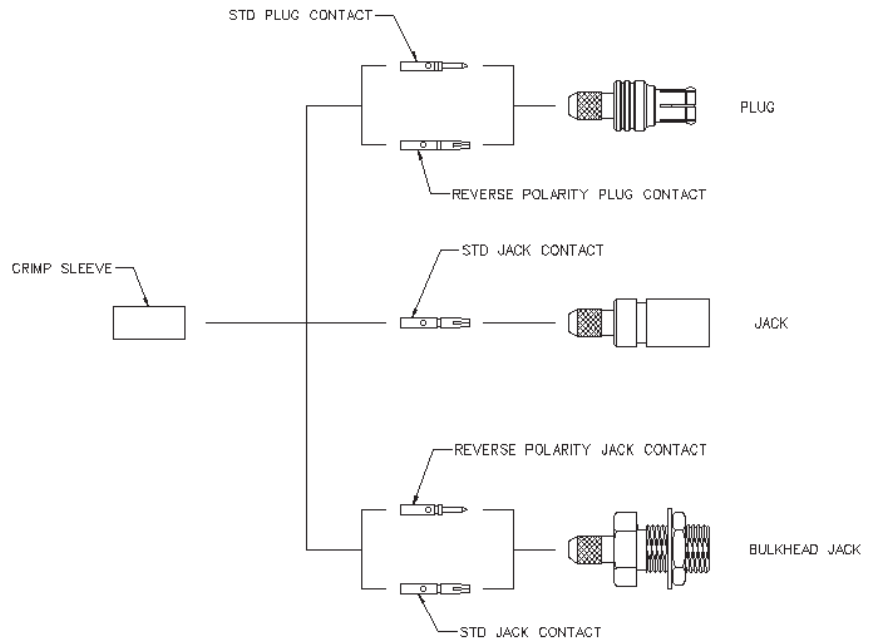 STD PLUG CONTACT
PLUG
REVERSE POLARITY PLUG CONTACT
STD JACK CONTACT
CRIMP SLEEVE
JACK
REVERSE POLARITY JACK CONTACT
BULKHEAD JACK
STD JACK CONTACT